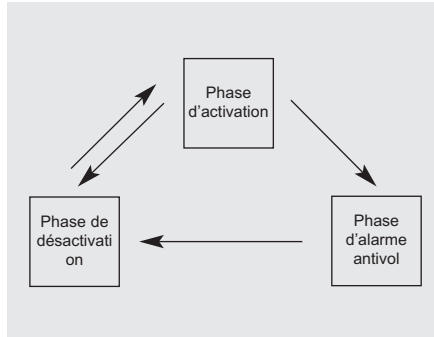 Phase
d'activation
Phase de
désactivati
on
Phase
d'alarme
antivol